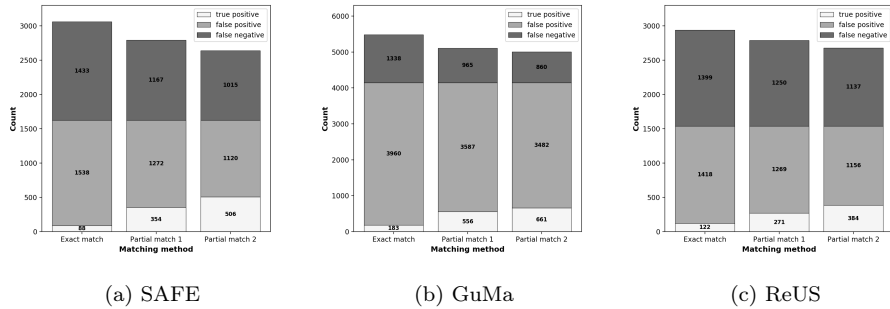 3000
2500
2000
1500
1000
500
0
Count
true positive
false positive
false negative
1433
1167
1015
1538
1272
1120
88
354
506
Exact match Partial match 1 Partial match 2
Matching method
(a) SAFE
6000
5000
4000
3000
2000
1000
0
Count
true positive
false positive
false negative
1338
965
860
3960
3587
3482
183
556
661
Exact match Partial match 1 Partial match 2
Matching method
(b) GuMa
3000
2500
2000
1500
1000
500
0
Count
true positive
false positive
false negative
1399
1250
1137
1418
1269
1156
122
271
384
Exact match Partial match 1 Partial match 2
Matching method
(c) ReUS